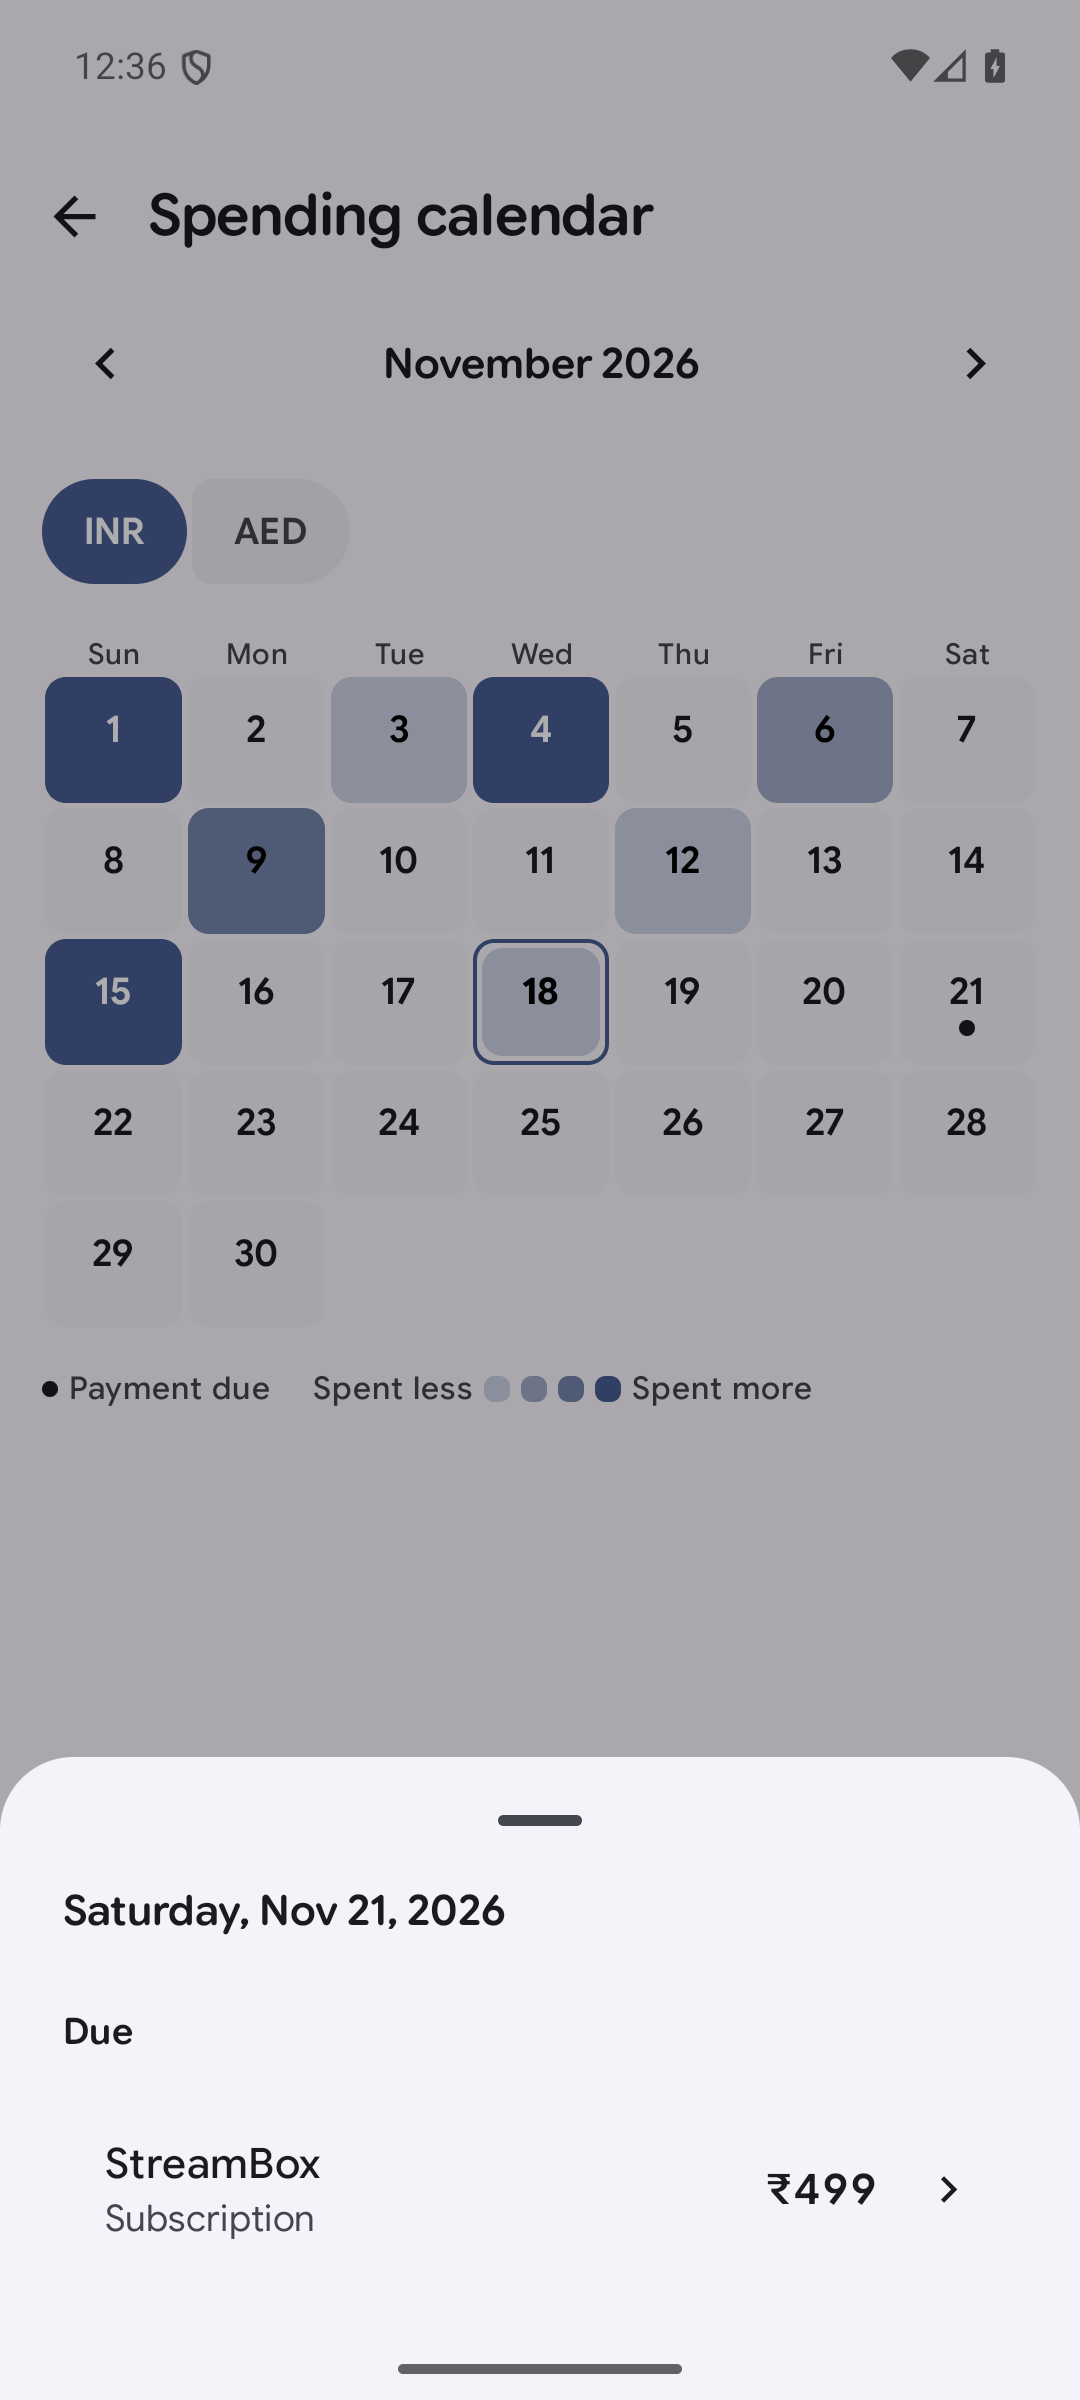 12:36
Spending calendar
November 2026
INR AED
Sun Mon Tue Wed Thu Fri Sat
1 2 3 4 5 6 7
8 9 10 11 12 13 14
15 16 17 18 19 20 21
22 23 24 25 26 27 28
29 30
Payment due Spent less Spent more
Saturday, Nov 21, 2026
Due
StreamBox
Subscription
₹499